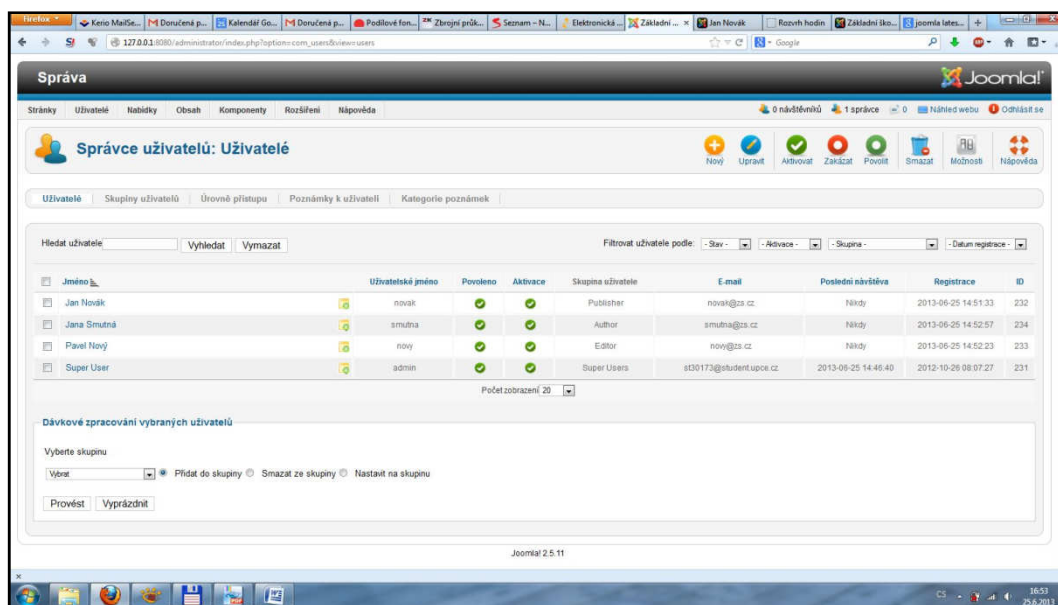 Firefox
Kerio MailSe... Doručená p... Kalendář Go... Doručená p... Podílové fon... Zbrojní průk... Seznam – N... Elektronická ... Základní ... × Jan Novák Rozvrh hodin Základní ško... joomla lates... +
127.0.0.1:8080/administrator/index.php?option=com_users&view=users
Google
Správa
Joomla!
Stránky Uživatelé Nabídky Obsah Komponenty Rozšíření Nápověda
0 návštěvníků 1 správce 0 Náhled webu Odhlásit se
Správce uživatelů: Uživatelé
Nový Upravit Aktivovat Zakázat Povolit Smazat Možnosti Nápověda
Uživatelé Skupiny uživatelů Úrovně přístupu Poznámky k uživateli Kategorie poznámek
Hledat uživatele Vyhledat Vymazat Filtrovat uživatele podle: - Stav - - Aktivace - - Skupina - - Datum registrace -
Jméno Uživatelské jméno Povoleno Aktivace Skupina uživatele E-mail Poslední návštěva Registrace ID
Jan Novák novak Publisher novak@zs.cz Nikdy 2013-06-25 14:51:33 232
Jana Smutná smutna Author smutna@zs.cz Nikdy 2013-06-25 14:52:57 234
Pavel Nový novy Editor novy@zs.cz Nikdy 2013-06-25 14:52:23 233
Super User admin Super Users st30173@student.upce.cz 2013-06-25 14:46:40 2012-10-26 08:07:27 231
Počet zobrazení 20
Dávkové zpracování vybraných uživatelů
Vyberte skupinu
Vybrat Přidat do skupiny Smazat ze skupiny Nastavit na skupinu
Provést Vyprázdnit
Joomla! 2.5.11
×
CS 16:53
25.6.2013